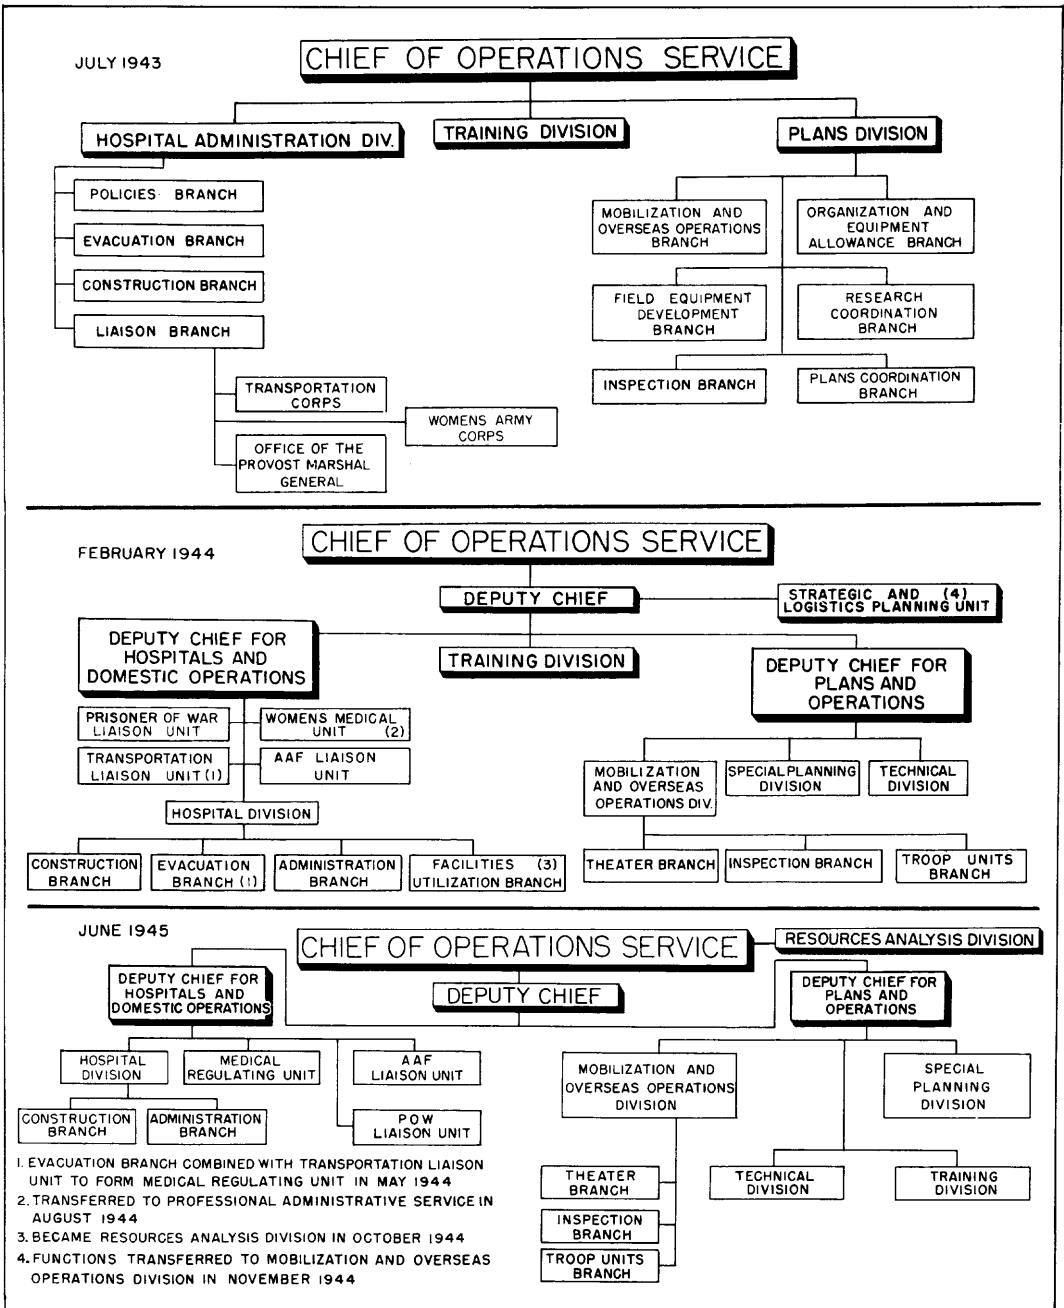 JULY 1943
CHIEF OF OPERATIONS SERVICE
HOSPITAL ADMINISTRATION DIV.
TRAINING DIVISION
PLANS DIVISION
POLICIES BRANCH
EVACUATION BRANCH
CONSTRUCTION BRANCH
LIAISON BRANCH
TRANSPORTATION
CORPS
WOMENS ARMY
CORPS
OFFICE OF THE
PROVOST MARSHAL
GENERAL
MOBILIZATION AND
OVERSEAS OPERATIONS
BRANCH
ORGANIZATION AND
EQUIPMENT
ALLOWANCE BRANCH
FIELD EQUIPMENT
DEVELOPMENT
BRANCH
RESEARCH
COORDINATION
BRANCH
INSPECTION BRANCH
PLANS COORDINATION
BRANCH
FEBRUARY 1944
CHIEF OF OPERATIONS SERVICE
DEPUTY CHIEF
STRATEGIC AND (4)
LOGISTICS PLANNING UNIT
DEPUTY CHIEF FOR
HOSPITALS AND
DOMESTIC OPERATIONS
TRAINING DIVISION
DEPUTY CHIEF FOR
PLANS AND
OPERATIONS
PRISONER OF WAR
LIAISON UNIT
WOMENS MEDICAL
UNIT (2)
TRANSPORTATION
LIAISON UNIT (1)
AAF LIAISON
UNIT
HOSPITAL DIVISION
CONSTRUCTION
BRANCH
EVACUATION
BRANCH (1)
ADMINISTRATION
BRANCH
FACILITIES (3)
UTILIZATION BRANCH
MOBILIZATION
AND OVERSEAS
OPERATIONS DIV.
SPECIAL PLANNING
DIVISION
TECHNICAL
DIVISION
THEATER BRANCH
INSPECTION BRANCH
TROOP UNITS
BRANCH
JUNE 1945
CHIEF OF OPERATIONS SERVICE
RESOURCES ANALYSIS DIVISION
DEPUTY CHIEF FOR
HOSPITALS AND
DOMESTIC OPERATIONS
DEPUTY CHIEF
DEPUTY CHIEF FOR
PLANS AND
OPERATIONS
HOSPITAL
DIVISION
MEDICAL
REGULATING UNIT
AAF
LIAISON UNIT
CONSTRUCTION
BRANCH
ADMINISTRATION
BRANCH
POW
LIAISON UNIT
MOBILIZATION AND
OVERSEAS OPERATIONS
DIVISION
SPECIAL
PLANNING
DIVISION
THEATER
BRANCH
TECHNICAL
DIVISION
TRAINING
DIVISION
INSPECTION
BRANCH
TROOP UNITS
BRANCH
1. EVACUATION BRANCH COMBINED WITH TRANSPORTATION LIAISON
UNIT TO FORM MEDICAL REGULATING UNIT IN MAY 1944
2. TRANSFERRED TO PROFESSIONAL ADMINISTRATIVE SERVICE IN
AUGUST 1944
3. BECAME RESOURCES ANALYSIS DIVISION IN OCTOBER 1944
4. FUNCTIONS TRANSFERRED TO MOBILIZATION AND OVERSEAS
OPERATIONS DIVISION IN NOVEMBER 1944